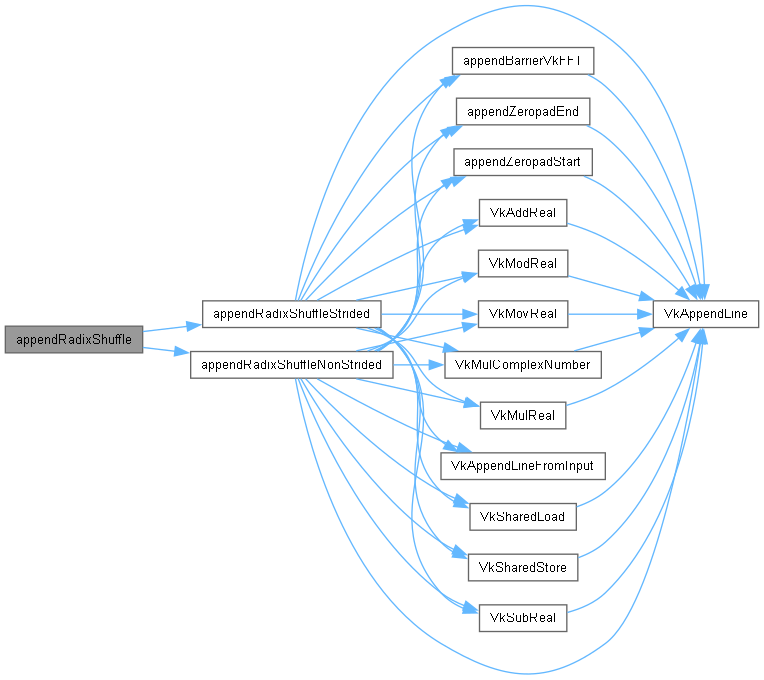 appendBarrierVkFFT
appendZeropadEnd
appendZeropadStart
VkAddReal
VkModReal
appendRadixShuffleStrided
VkMovReal
VkAppendLine
appendRadixShuffle
appendRadixShuffleNonStrided
VkMulComplexNumber
VkMulReal
VkAppendLineFromInput
VkSharedLoad
VkSharedStore
VkSubReal